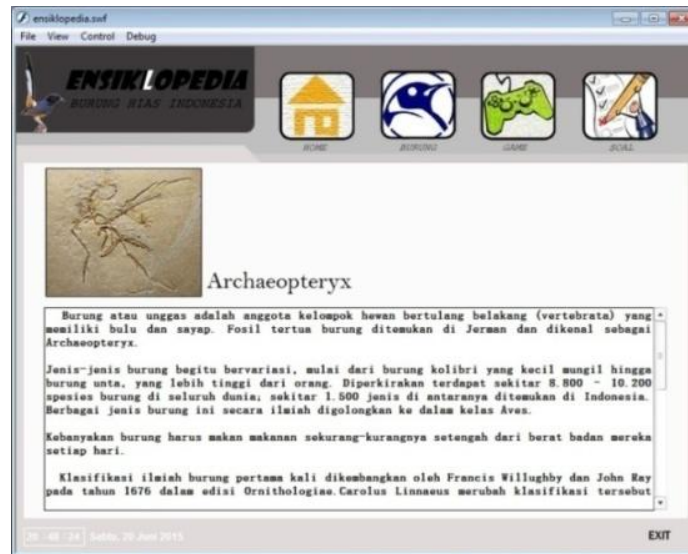 ensiklopedia.swf
File View Control Debug
ENSIKLOPEDIA
BURUNG HIAS INDONESIA
HOME BURUNG GAME SOAL
Archaeopteryx
Burung atau unggas adalah anggota kelompok hewan bertulang belakang (vertebrata) yang
memiliki bulu dan sayap. Fosil tertua burung ditemukan di Jerman dan dikenal sebagai
Archaeopteryx.
Jenis-jenis burung begitu bervariasi, mulai dari burung kolibri yang kecil mungil hingga
burung unta, yang lebih tinggi dari orang. Diperkirakan terdapat sekitar 8.800 - 10.200
spesies burung di seluruh dunia; sekitar 1.500 jenis di antaranya ditemukan di Indonesia.
Berbagai jenis burung ini secara ilmiah digolongkan ke dalam kelas Aves.
Kebanyakan burung harus makan makanan sekurang-kurangnya setengah dari berat badan mereka
setiap hari.
Klasifikasi ilmiah burung pertama kali dikembangkan oleh Francis Willughby dan John Ray
pada tahun 1676 dalam edisi Ornithologiae.Carolus Linnaeus merubah klasifikasi tersebut
Sabtu, 20 Juni 2015
EXIT